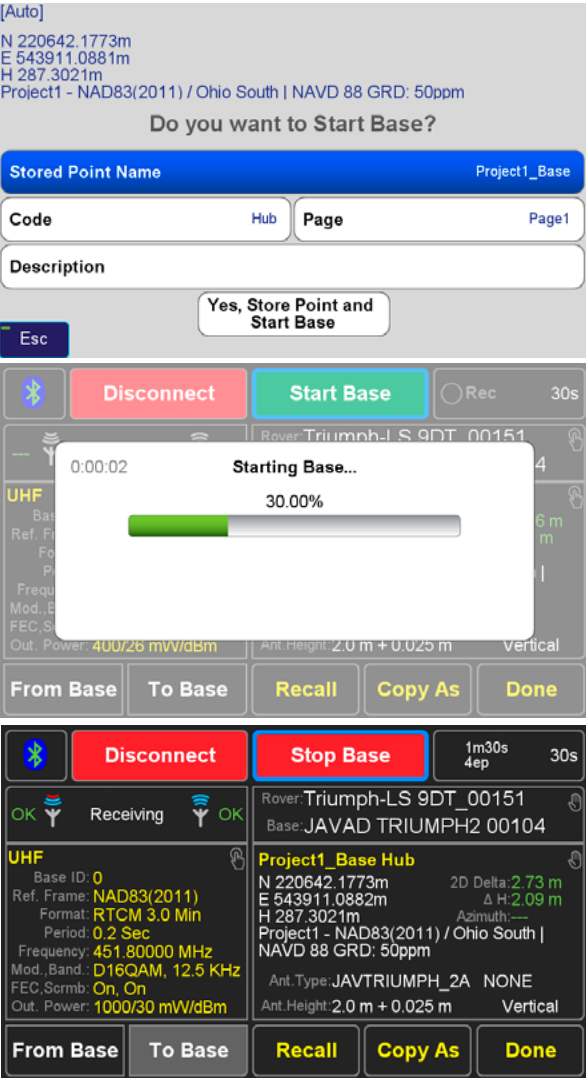 [Auto]
N 220642.1773m
E 543911.0881m
H 287.3021m
Project1 - NAD83(2011) / Ohio South | NAVD 88 GRD: 50ppm
Do you want to Start Base?
Stored Point Name Project1_Base
Code Hub Page Page1
Description
Yes, Store Point and
Start Base
Esc
Disconnect Start Base Rec 30s
Rover: Triumph-LS 9DT_00151
--- 4
0:00:02 Starting Base...
30.00%
UHF
Bas 6 m
Ref. Fr m
Fo
P |
Frequ
Mod.,B
FEC,Sc
Out. Power: 400/26 mW/dBm Ant.Height: 2.0 m + 0.025 m Vertical
From Base To Base Recall Copy As Done
Disconnect Stop Base 1m30s
4ep 30s
OK Receiving OK
Rover: Triumph-LS 9DT_00151
Base: JAVAD TRIUMPH2 00104
UHF
Base ID: 0
Ref. Frame: NAD83(2011)
Format: RTCM 3.0 Min
Period: 0.2 Sec
Frequency: 451.80000 MHz
Mod.,Band.: D16QAM, 12.5 KHz
FEC,Scrmb: On, On
Out. Power: 1000/30 mW/dBm
Project1_Base Hub
N 220642.1773m 2D Delta: 2.73 m
E 543911.0882m Δ H: 2.09 m
H 287.3021m Azimuth: ---
Project1 - NAD83(2011) / Ohio South |
NAVD 88 GRD: 50ppm
Ant.Type: JAVTRIUMPH_2A NONE
Ant.Height: 2.0 m + 0.025 m Vertical
From Base To Base Recall Copy As Done